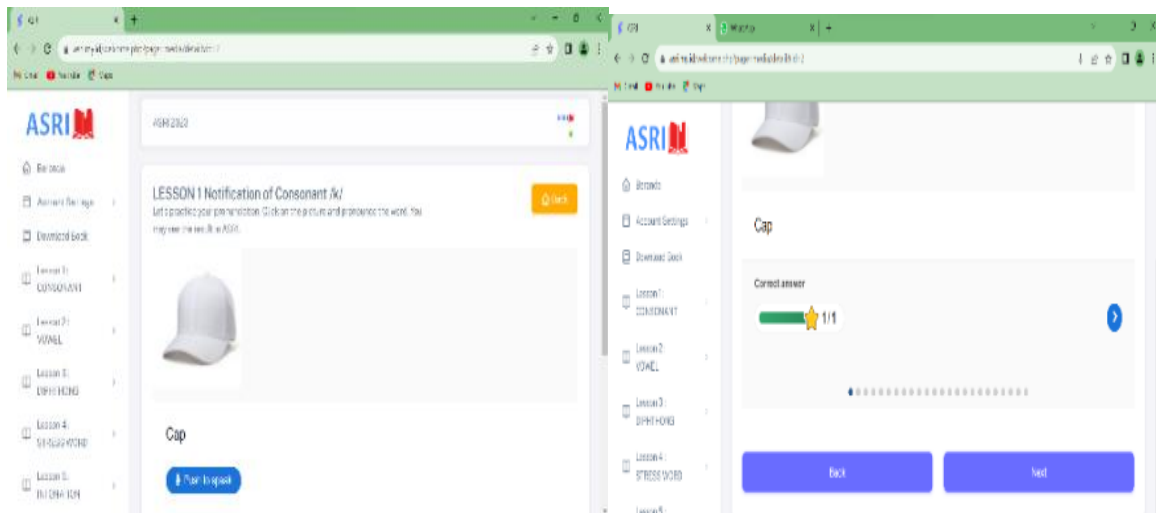 ASRI
ASRI 2023
Beranda
Account Settings
Download Book
Lesson 1:
CONSONANT
Lesson 2:
VOWEL
Lesson 3:
DIPHTHONG
Lesson 4:
STRESS WORD
Lesson 5:
INTONATION
LESSON 1 Notification of Consonant /k/
Back
Let's practice your pronunciation. Click on the picture and pronounce the word. You
may see the result in ASRI.
Cap
Push to speak
WhatsApp
ASRI
Beranda
Account Settings
Download Book
Lesson 1:
CONSONANT
Lesson 2:
VOWEL
Lesson 3:
DIPHTHONG
Lesson 4:
STRESS WORD
Lesson 5:
Cap
Correct answer
1/1
Back
Next